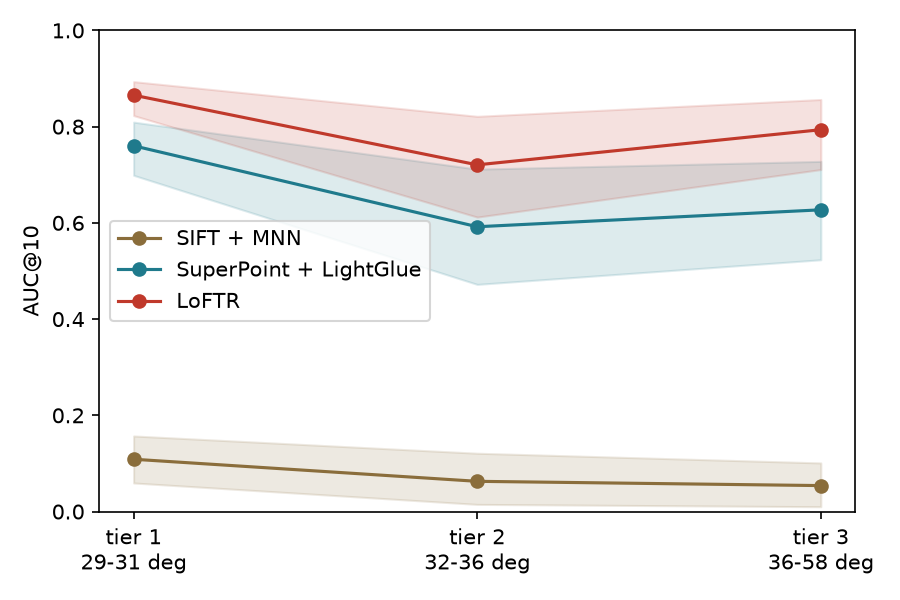 1.0
0.8
0.6
0.4
0.2
0.0
AUC@10
SIFT + MNN
SuperPoint + LightGlue
LoFTR
tier 1
29-31 deg
tier 2
32-36 deg
tier 3
36-58 deg